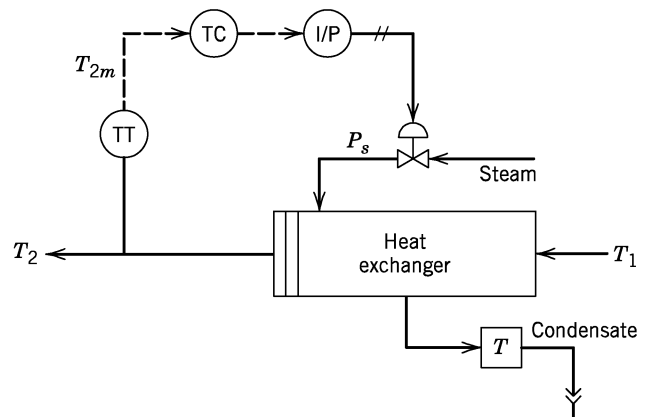 TC
I/P
T2m
TT
Ps
Steam
T2
Heat
exchanger
T1
T
Condensate